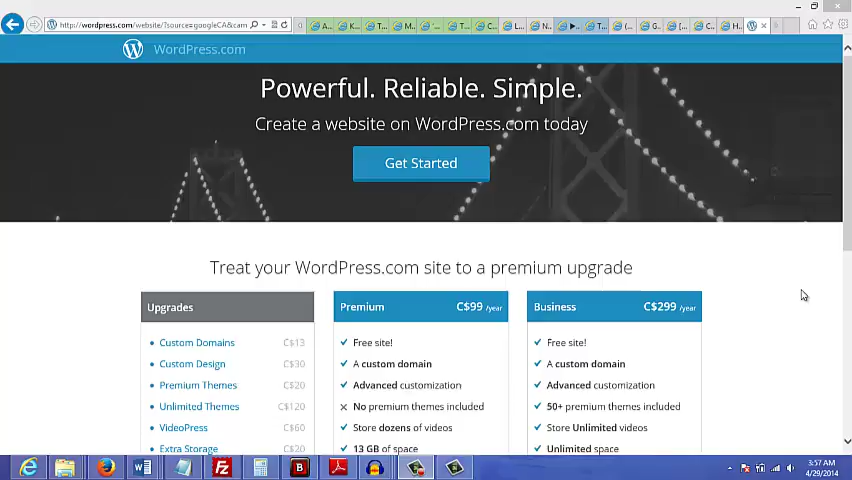 http://wordpress.com/website/?source=googleCA&cam
WordPress.com
Powerful. Reliable. Simple.
Create a website on WordPress.com today
Get Started
Treat your WordPress.com site to a premium upgrade
Upgrades
Custom Domains C$13
Custom Design C$30
Premium Themes C$20
Unlimited Themes C$120
VideoPress C$60
Extra Storage C$20
Premium C$99 /year
Free site!
A custom domain
Advanced customization
No premium themes included
Store dozens of videos
13 GB of space
Business C$299 /year
Free site!
A custom domain
Advanced customization
50+ premium themes included
Store Unlimited videos
Unlimited space
3:57 AM
4/29/2014